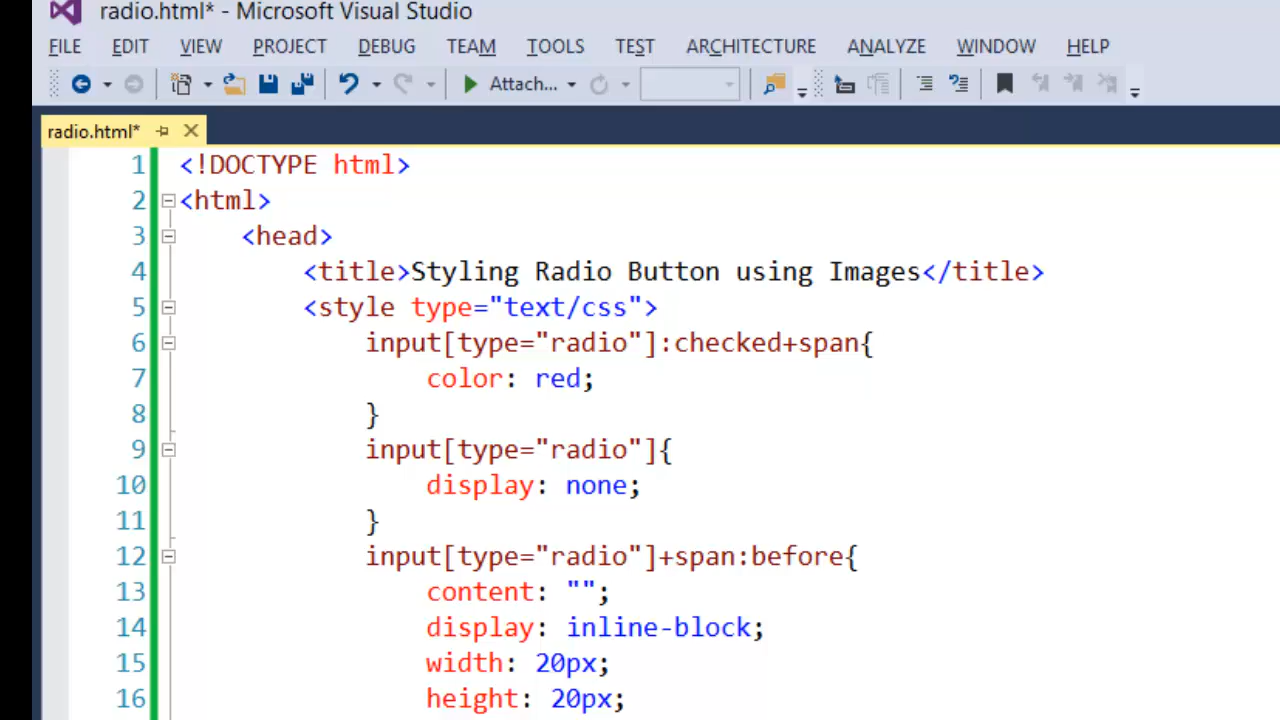 radio.html* - Microsoft Visual Studio
FILE EDIT VIEW PROJECT DEBUG TEAM TOOLS TEST ARCHITECTURE ANALYZE WINDOW HELP
Attach...
radio.html*
1 <!DOCTYPE html>
2 <html>
3 <head>
4 <title>Styling Radio Button using Images</title>
5 <style type="text/css">
6 input[type="radio"]:checked+span{
7 color: red;
8 }
9 input[type="radio"]{
10 display: none;
11 }
12 input[type="radio"]+span:before{
13 content: "";
14 display: inline-block;
15 width: 20px;
16 height: 20px;